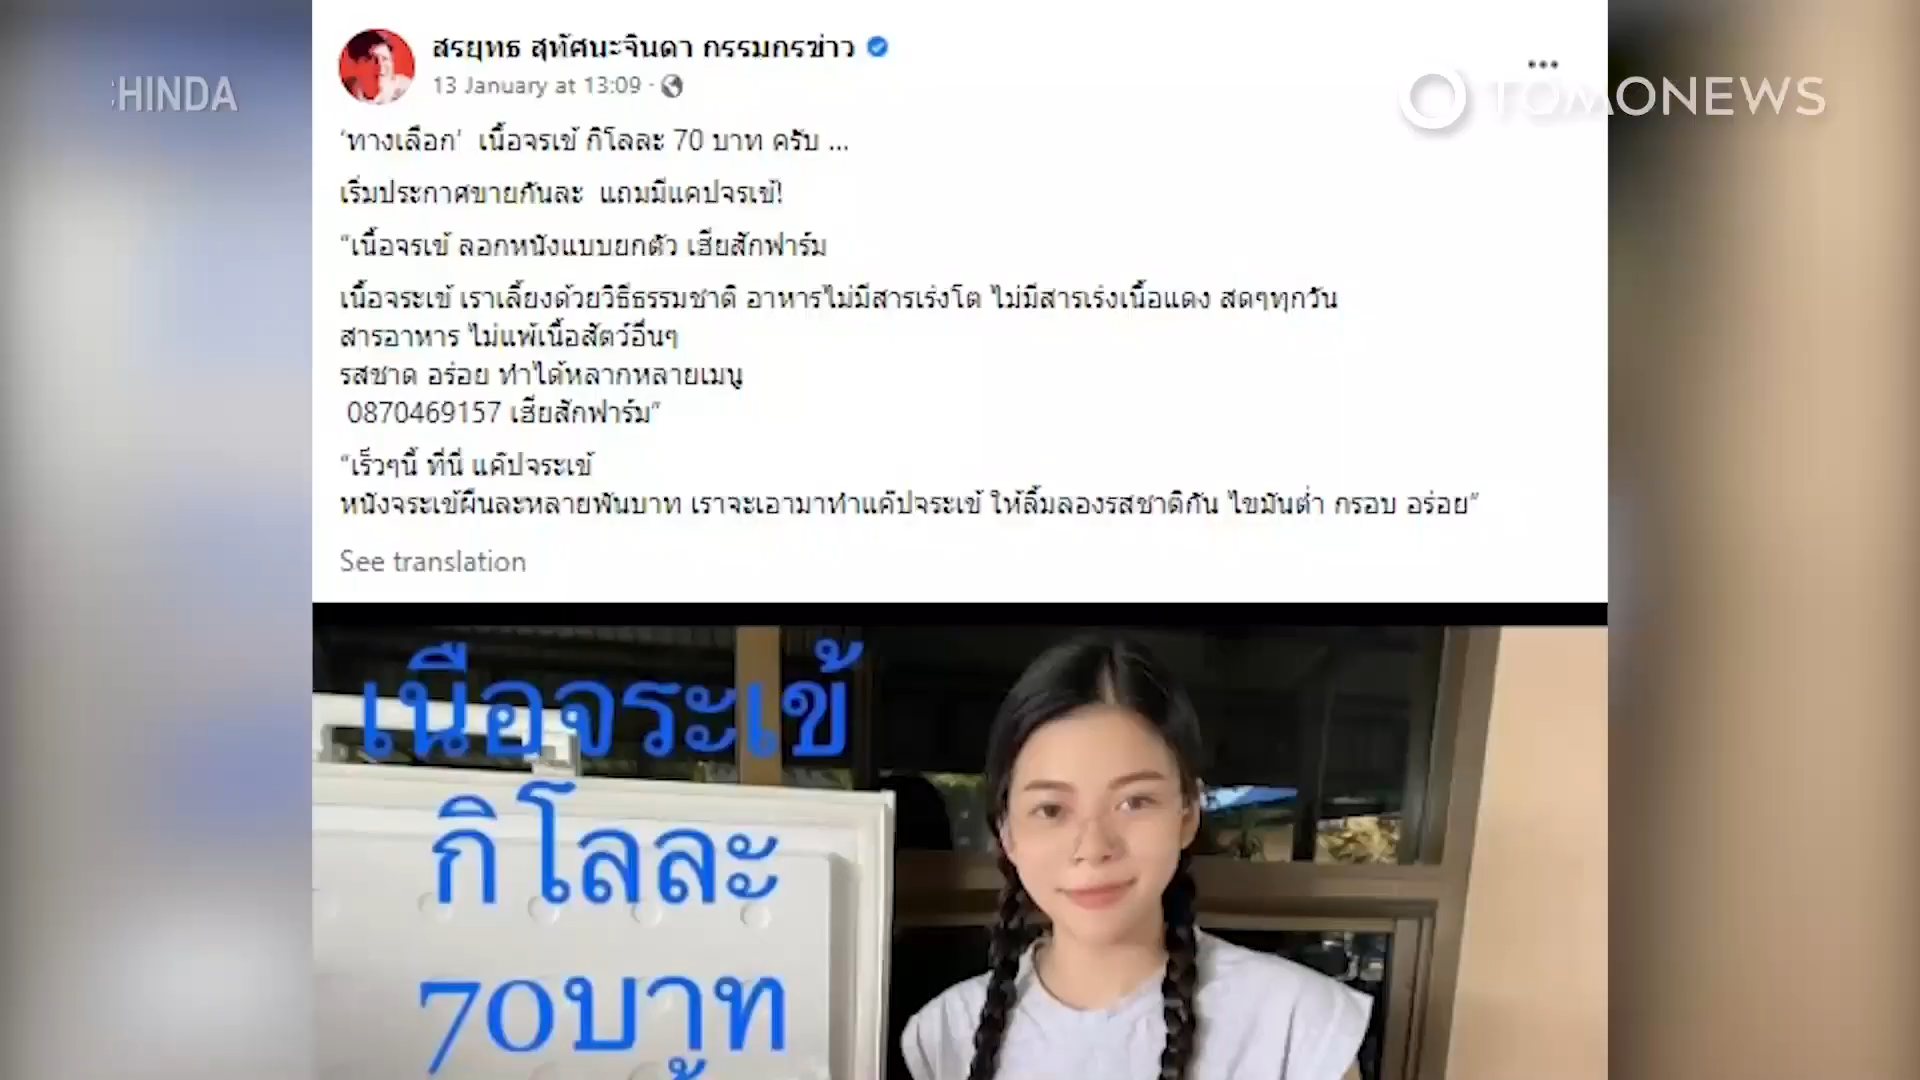 HINDA
TOMONEWS
สรยุทธ สุทัศนะจินดา กรรมกรข่าว
13 January at 13:09 ·
‘ทางเลือก’ เนื้อจรเข้ กิโลละ 70 บาท ครับ ...
เริ่มประกาศขายกันละ แถมมีแคปจรเข้!
“เนื้อจรเข้ ลอกหนังแบบยกตัว เฮียสักฟาร์ม
เนื้อจระเข้ เราเลี้ยงด้วยวิธีธรรมชาติ อาหารไม่มีสารเร่งโต ไม่มีสารเร่งเนื้อแดง สดๆทุกวัน
สารอาหาร ไม่แพ้เนื้อสัตว์อื่นๆ
รสชาด อร่อย ทำได้หลากหลายเมนู
0870469157 เฮียสักฟาร์ม”
“เร็วๆนี้ ที่นี่ แค๊ปจระเข้
หนังจระเข้ผืนละหลายพันบาท เราจะเอามาทำแค๊ปจระเข้ ให้ลิ้มลองรสชาติกัน ไขมันต่ำ กรอบ อร่อย”
See translation
เนื้อจระเข้
กิโลละ
70บาท